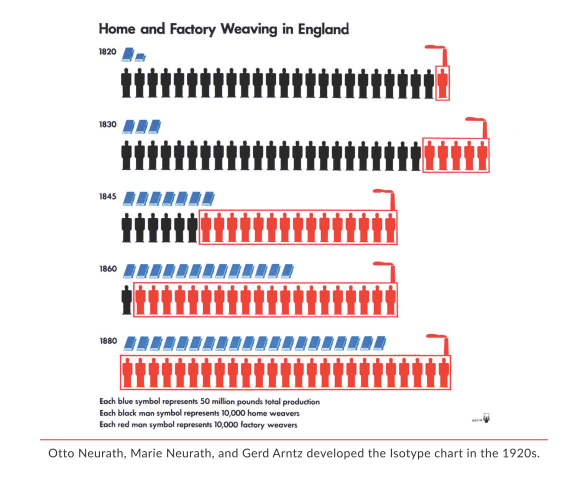 Home and Factory Weaving in England
1820
1830
1845
1860
1880
Each blue symbol represents 50 million pounds total production
Each black man symbol represents 10,000 home weavers
Each red man symbol represents 10,000 factory weavers
Otto Neurath, Marie Neurath, and Gerd Arntz developed the Isotype chart in the 1920s.